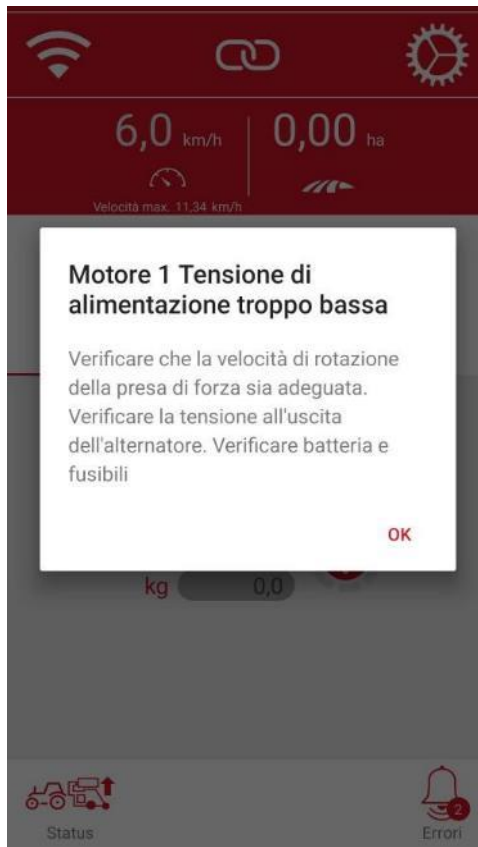 6,0 km/h 0,00 ha
Velocità max. 11,34 km/h
Motore 1 Tensione di
alimentazione troppo bassa
Verificare che la velocità di rotazione
della presa di forza sia adeguata.
Verificare la tensione all'uscita
dell'alternatore. Verificare batteria e
fusibili
OK
kg 0,0
2
Status Errori